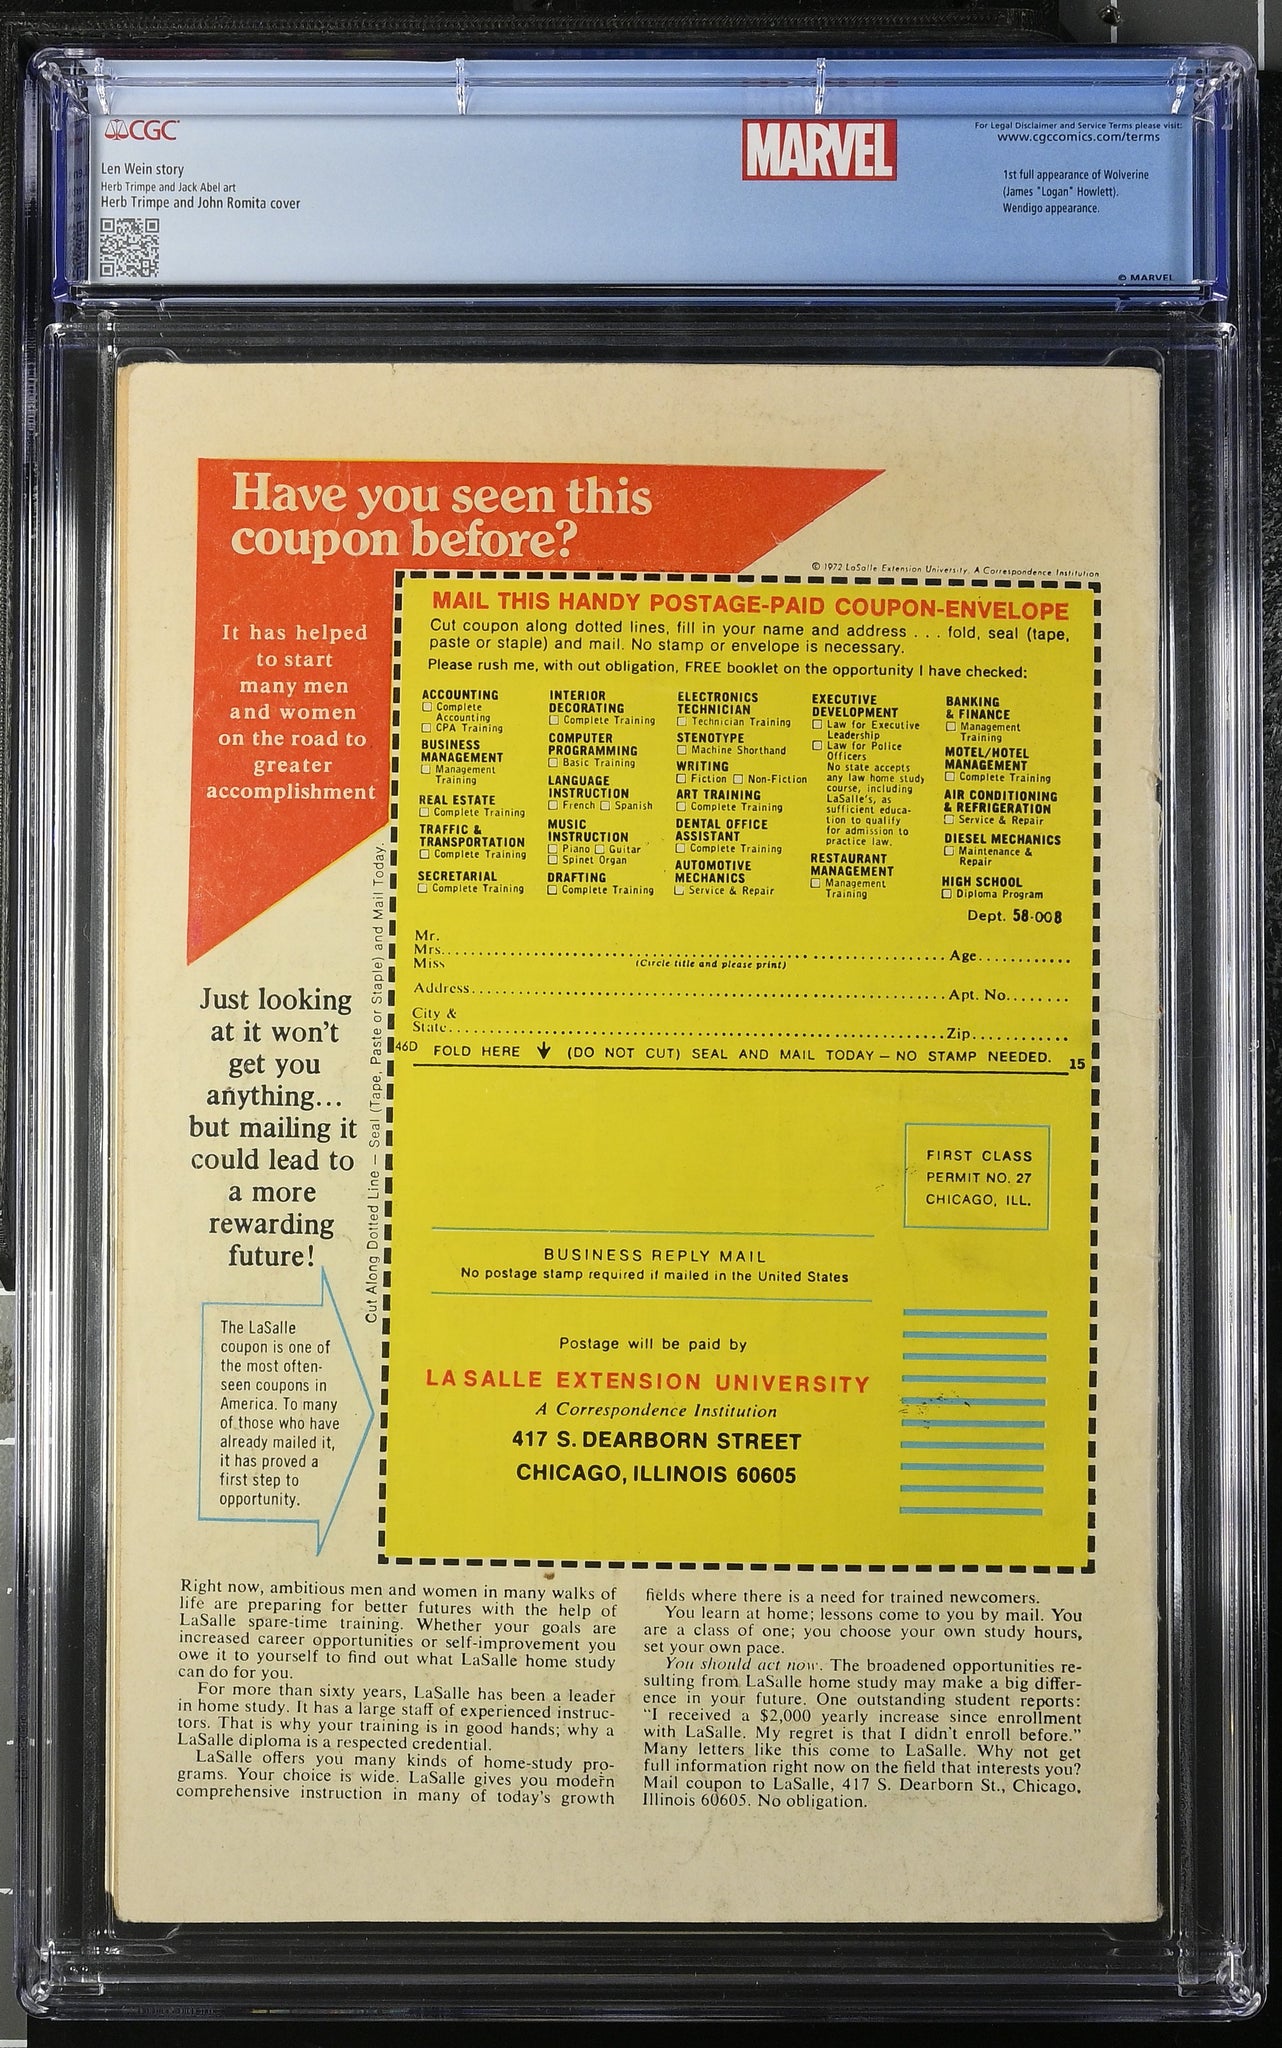 CGC
Len Wein story
Herb Trimpe and Jack Abel art
Herb Trimpe and John Romita cover
MARVEL
For Legal Disclaimer and Service Terms please visit:
www.cgccomics.com/terms
1st full appearance of Wolverine
(James "Logan" Howlett).
Wendigo appearance.
© MARVEL
Have you seen this
coupon before?
It has helped
to start
many men
and women
on the road to
greater
accomplishment
© 1972 LaSalle Extension University, A Correspondence Institution
MAIL THIS HANDY POSTAGE-PAID COUPON-ENVELOPE
Cut coupon along dotted lines, fill in your name and address . . . fold, seal (tape,
paste or staple) and mail. No stamp or envelope is necessary.
Please rush me, with out obligation, FREE booklet on the opportunity I have checked:
ACCOUNTING
Complete
Accounting
CPA Training
BUSINESS
MANAGEMENT
Management
Training
REAL ESTATE
Complete Training
TRAFFIC &
TRANSPORTATION
Complete Training
SECRETARIAL
Complete Training
INTERIOR
DECORATING
Complete Training
COMPUTER
PROGRAMMING
Basic Training
LANGUAGE
INSTRUCTION
French Spanish
MUSIC
INSTRUCTION
Piano Guitar
Spinet Organ
DRAFTING
Complete Training
ELECTRONICS
TECHNICIAN
Technician Training
STENOTYPE
Machine Shorthand
WRITING
Fiction Non-Fiction
ART TRAINING
Complete Training
DENTAL OFFICE
ASSISTANT
Complete Training
AUTOMOTIVE
MECHANICS
Service & Repair
EXECUTIVE
DEVELOPMENT
Law for Executive
Leadership
Law for Police
Officers
No state accepts
any law home study
course, including
LaSalle's, as
sufficient educa-
tion to qualify
for admission to
practice law.
RESTAURANT
MANAGEMENT
Management
Training
BANKING
& FINANCE
Management
Training
MOTEL/HOTEL
MANAGEMENT
Complete Training
AIR CONDITIONING
& REFRIGERATION
Service & Repair
DIESEL MECHANICS
Maintenance &
Repair
HIGH SCHOOL
Diploma Program
Dept. 58-008
Mr.
Mrs. Age
Miss (Circle title and please print)
Address Apt. No.
City &
State Zip
46D FOLD HERE (DO NOT CUT) SEAL AND MAIL TODAY — NO STAMP NEEDED. 15
Cut Along Dotted Line — Seal (Tape, Paste or Staple) and Mail Today.
Just looking
at it won't
get you
anything...
but mailing it
could lead to
a more
rewarding
future!
The LaSalle
coupon is one of
the most often-
seen coupons in
America. To many
of those who have
already mailed it,
it has proved a
first step to
opportunity.
FIRST CLASS
PERMIT NO. 27
CHICAGO, ILL.
BUSINESS REPLY MAIL
No postage stamp required if mailed in the United States
Postage will be paid by
LA SALLE EXTENSION UNIVERSITY
A Correspondence Institution
417 S. DEARBORN STREET
CHICAGO, ILLINOIS 60605
Right now, ambitious men and women in many walks of
life are preparing for better futures with the help of
LaSalle spare-time training. Whether your goals are
increased career opportunities or self-improvement you
owe it to yourself to find out what LaSalle home study
can do for you.
For more than sixty years, LaSalle has been a leader
in home study. It has a large staff of experienced instruc-
tors. That is why your training is in good hands; why a
LaSalle diploma is a respected credential.
LaSalle offers you many kinds of home-study pro-
grams. Your choice is wide. LaSalle gives you modern
comprehensive instruction in many of today's growth
fields where there is a need for trained newcomers.
You learn at home; lessons come to you by mail. You
are a class of one; you choose your own study hours,
set your own pace.
You should act now. The broadened opportunities re-
sulting from LaSalle home study may make a big differ-
ence in your future. One outstanding student reports:
"I received a $2,000 yearly increase since enrollment
with LaSalle. My regret is that I didn't enroll before."
Many letters like this come to LaSalle. Why not get
full information right now on the field that interests you?
Mail coupon to LaSalle, 417 S. Dearborn St., Chicago,
Illinois 60605. No obligation.